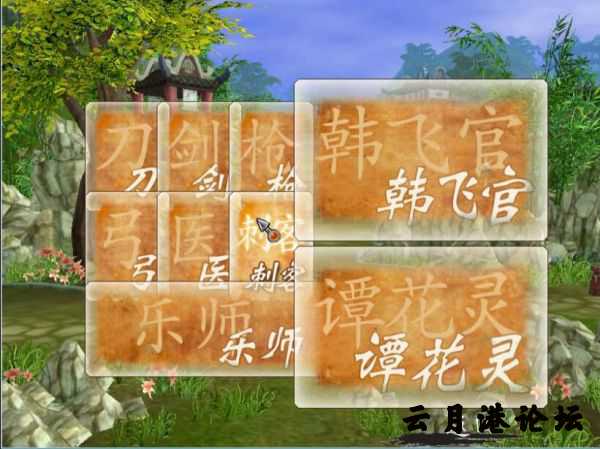 刀 剑 枪
刀 剑 枪
弓 医 刺客
弓 医 刺客
乐师
乐师
韩飞官
韩飞官
谭花灵
谭花灵
云月港论坛